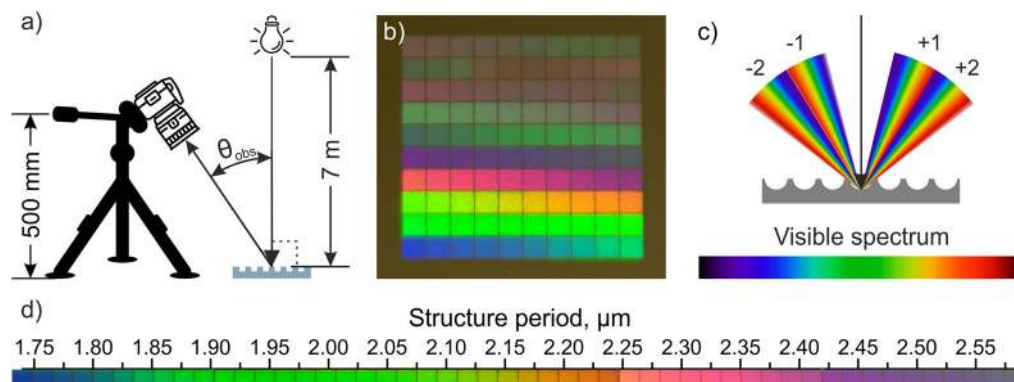 a)
500 mm
θobs
7 m
b)
c)
-2
-1
+1
+2
Visible spectrum
d)
Structure period, µm
1.75 1.80 1.85 1.90 1.95 2.00 2.05 2.10 2.15 2.20 2.25 2.30 2.35 2.40 2.45 2.50 2.55